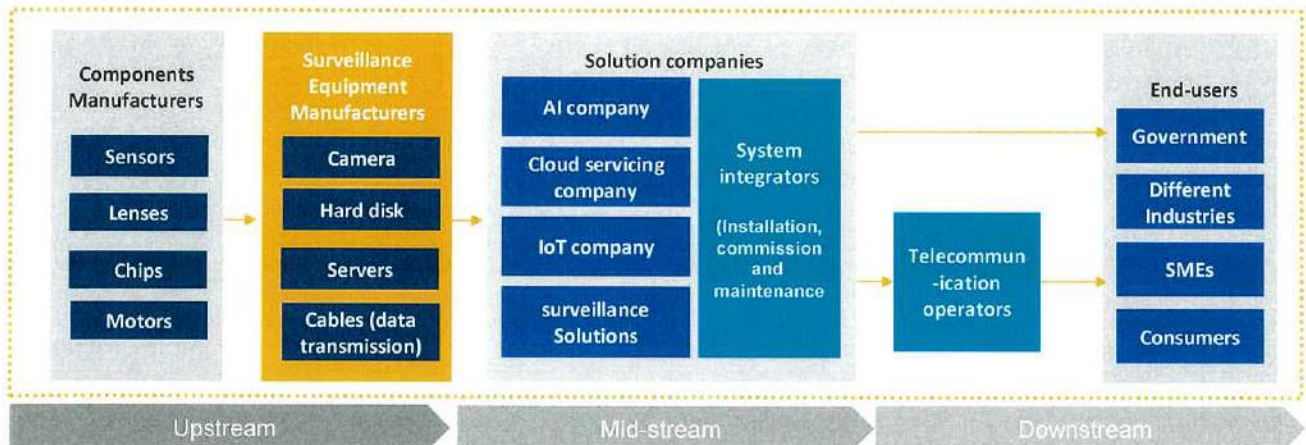 Components
Manufacturers
Sensors
Lenses
Chips
Motors
Surveillance
Equipment
Manufacturers
Camera
Hard disk
Servers
Cables (data
transmission)
Solution companies
AI company
Cloud servicing
company
IoT company
surveillance
Solutions
System
integrators
(Installation,
commission
and
maintenance
Telecommun
-ication
operators
End-users
Government
Different
Industries
SMEs
Consumers
Upstream
Mid-stream
Downstream